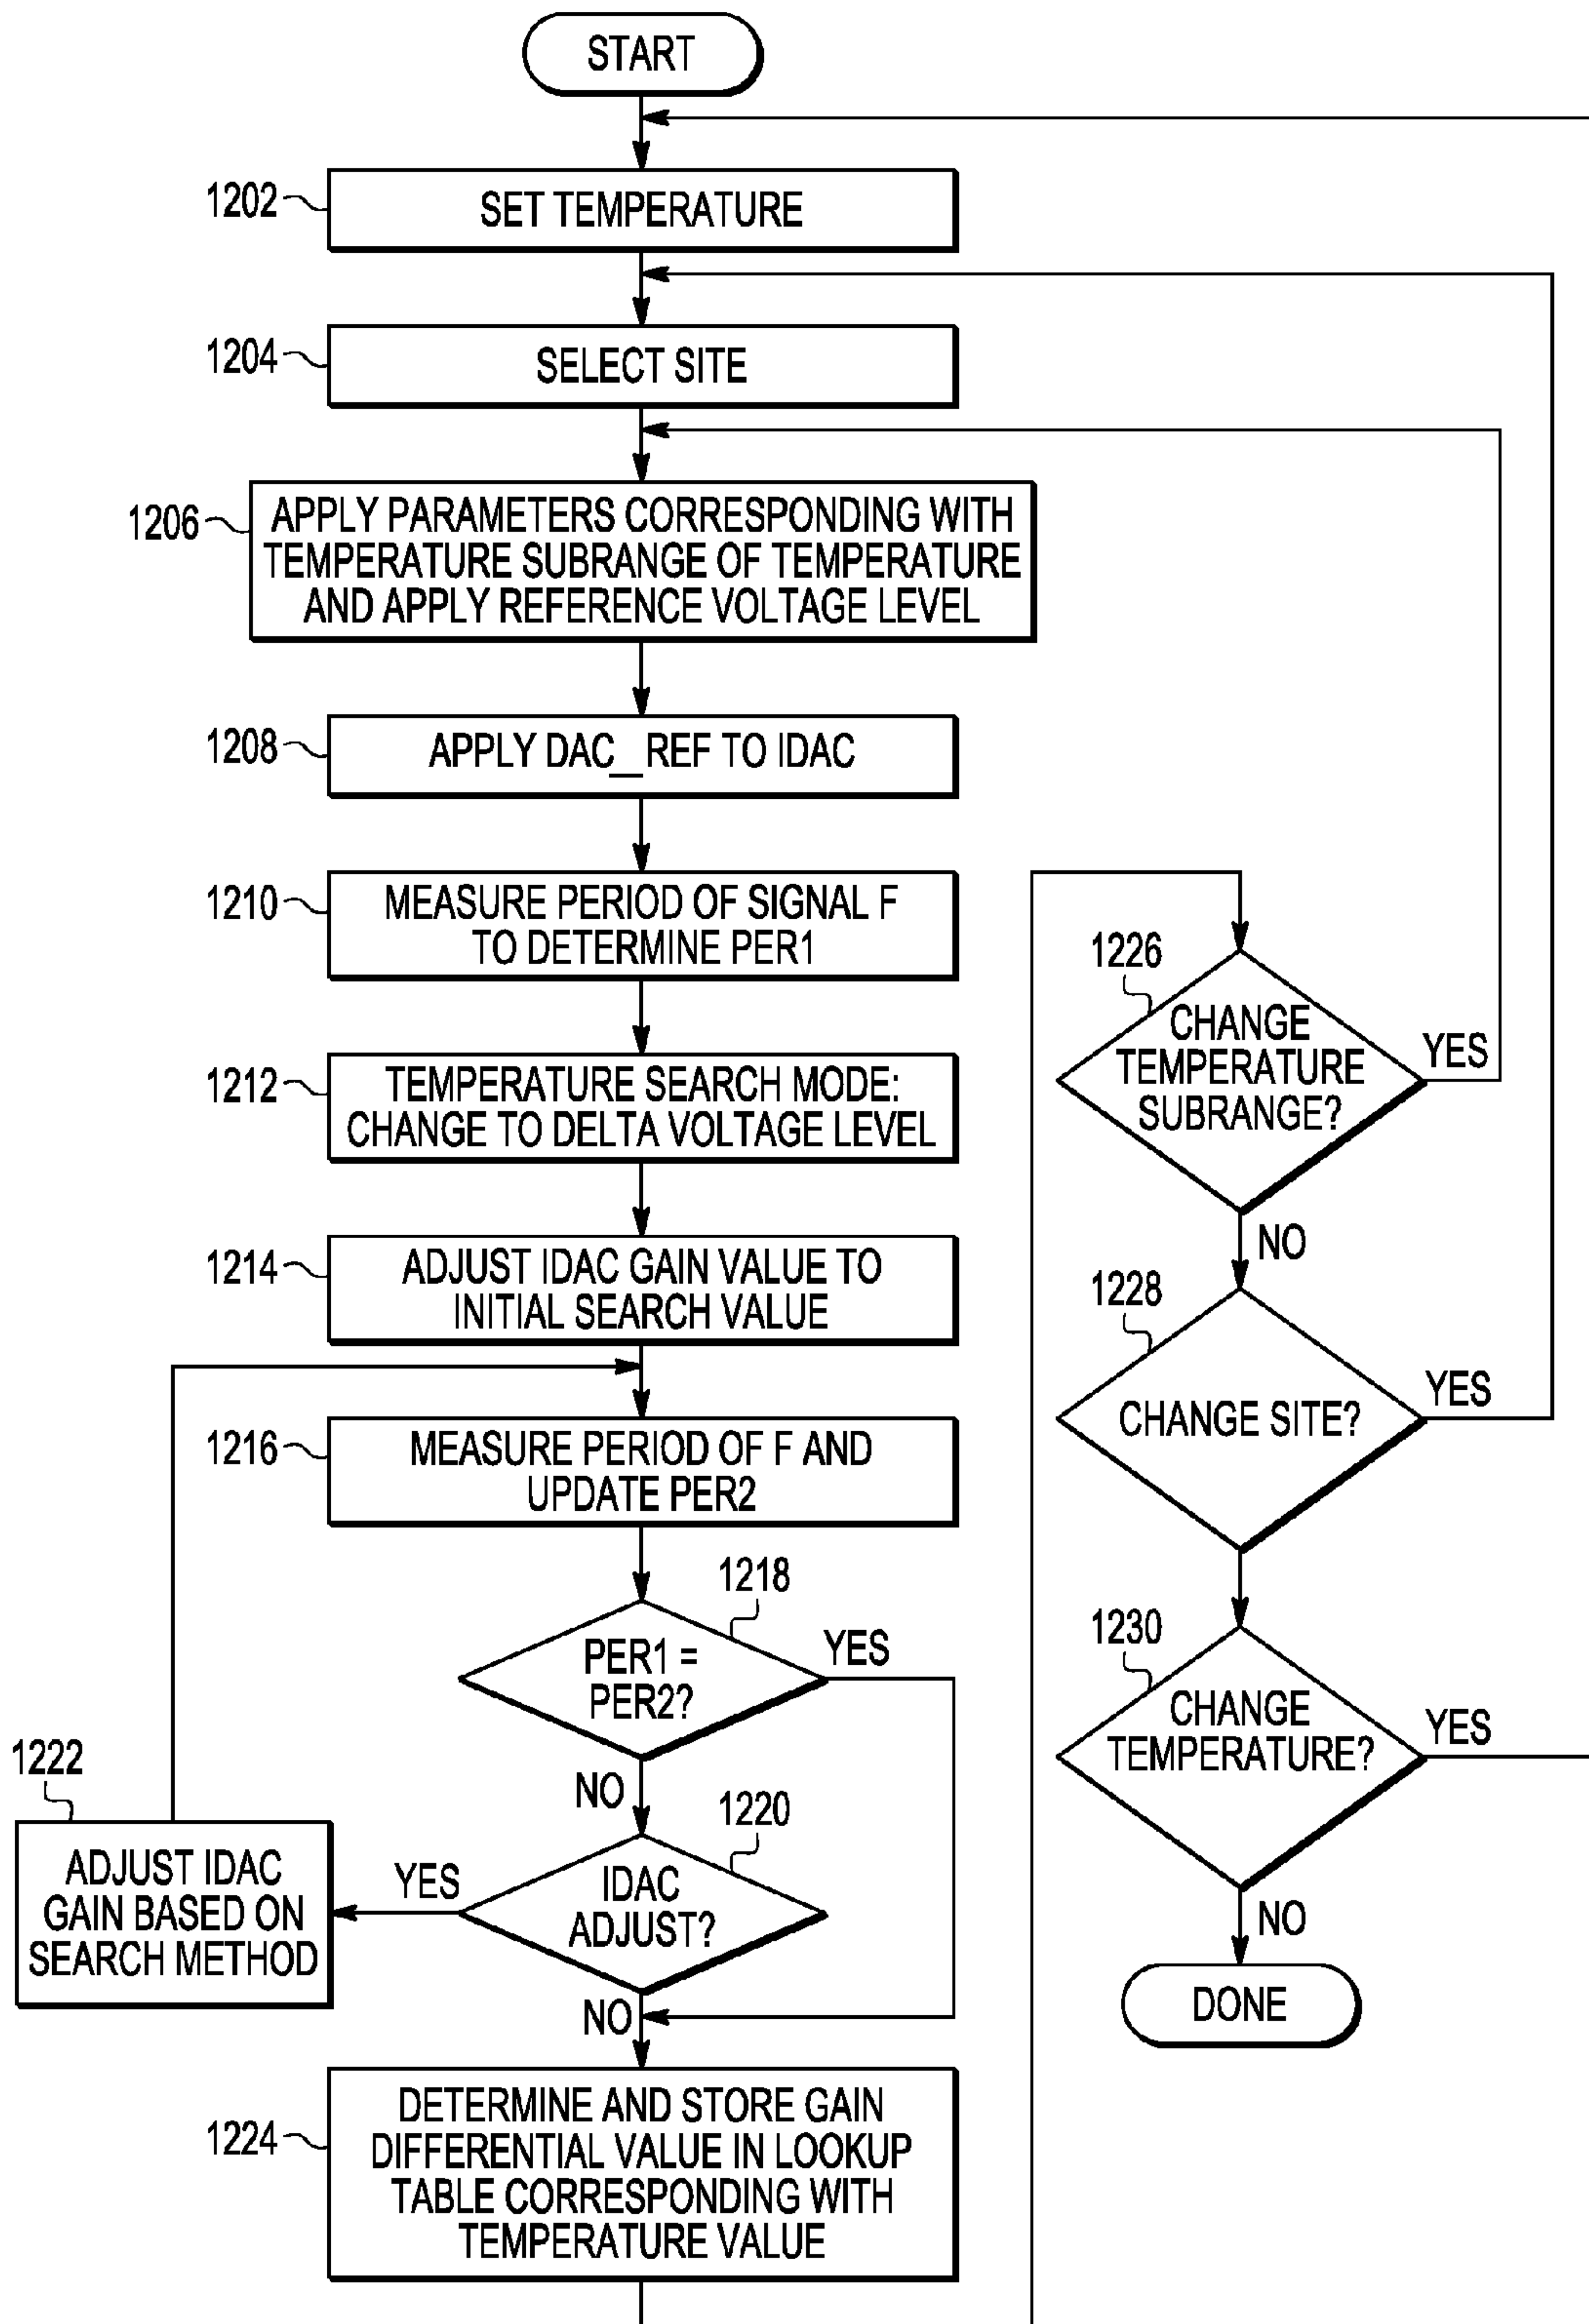 START
1202
SET TEMPERATURE
1204
SELECT SITE
1206
APPLY PARAMETERS CORRESPONDING WITH
TEMPERATURE SUBRANGE OF TEMPERATURE
AND APPLY REFERENCE VOLTAGE LEVEL
1208
APPLY DAC_REF TO IDAC
1210
MEASURE PERIOD OF SIGNAL F
TO DETERMINE PER1
1212
TEMPERATURE SEARCH MODE:
CHANGE TO DELTA VOLTAGE LEVEL
1214
ADJUST IDAC GAIN VALUE TO
INITIAL SEARCH VALUE
1216
MEASURE PERIOD OF F AND
UPDATE PER2
1218
PER1 =
PER2?
YES
NO
1220
IDAC
ADJUST?
YES
NO
1222
ADJUST IDAC
GAIN BASED ON
SEARCH METHOD
1224
DETERMINE AND STORE GAIN
DIFFERENTIAL VALUE IN LOOKUP
TABLE CORRESPONDING WITH
TEMPERATURE VALUE
1226
CHANGE
TEMPERATURE
SUBRANGE?
YES
NO
1228
CHANGE SITE?
YES
1230
CHANGE
TEMPERATURE?
YES
NO
DONE